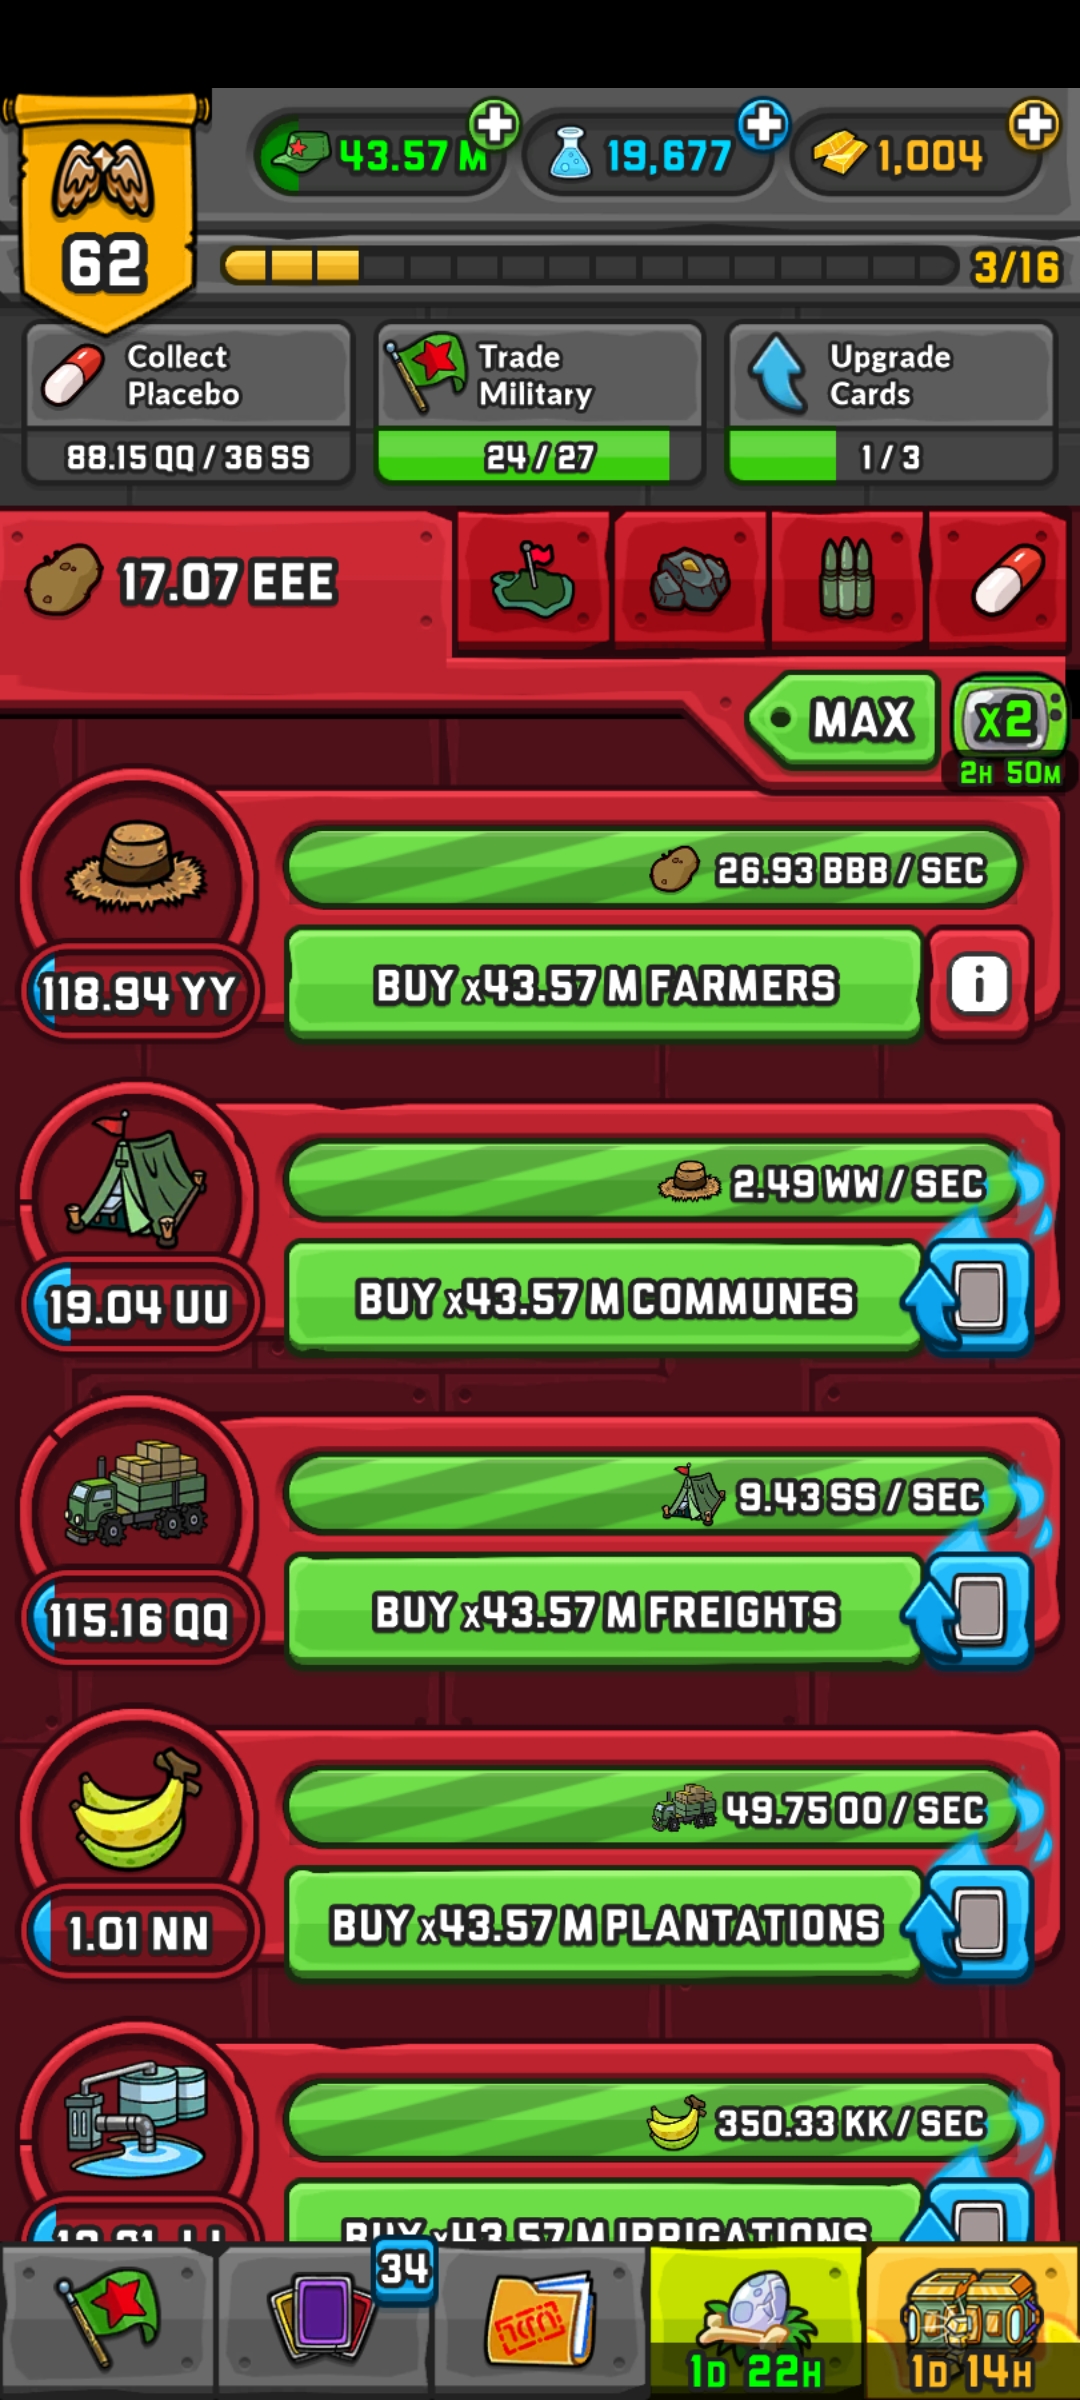 43.57 M
19,677
1,004
62
3/16
Collect
Placebo
88.15 QQ / 36 SS
Trade
Military
24 / 27
Upgrade
Cards
1 / 3
17.07 EEE
MAX
x2
2H 50M
26.93 BBB / SEC
118.94 YY
BUY x43.57 M FARMERS
i
2.49 WW / SEC
19.04 UU
BUY x43.57 M COMMUNES
9.43 SS / SEC
115.16 QQ
BUY x43.57 M FREIGHTS
49.75 OO / SEC
1.01 NN
BUY x43.57 M PLANTATIONS
350.33 KK / SEC
BUY x43.57 M IRRIGATIONS
34
1D 22H
1D 14H